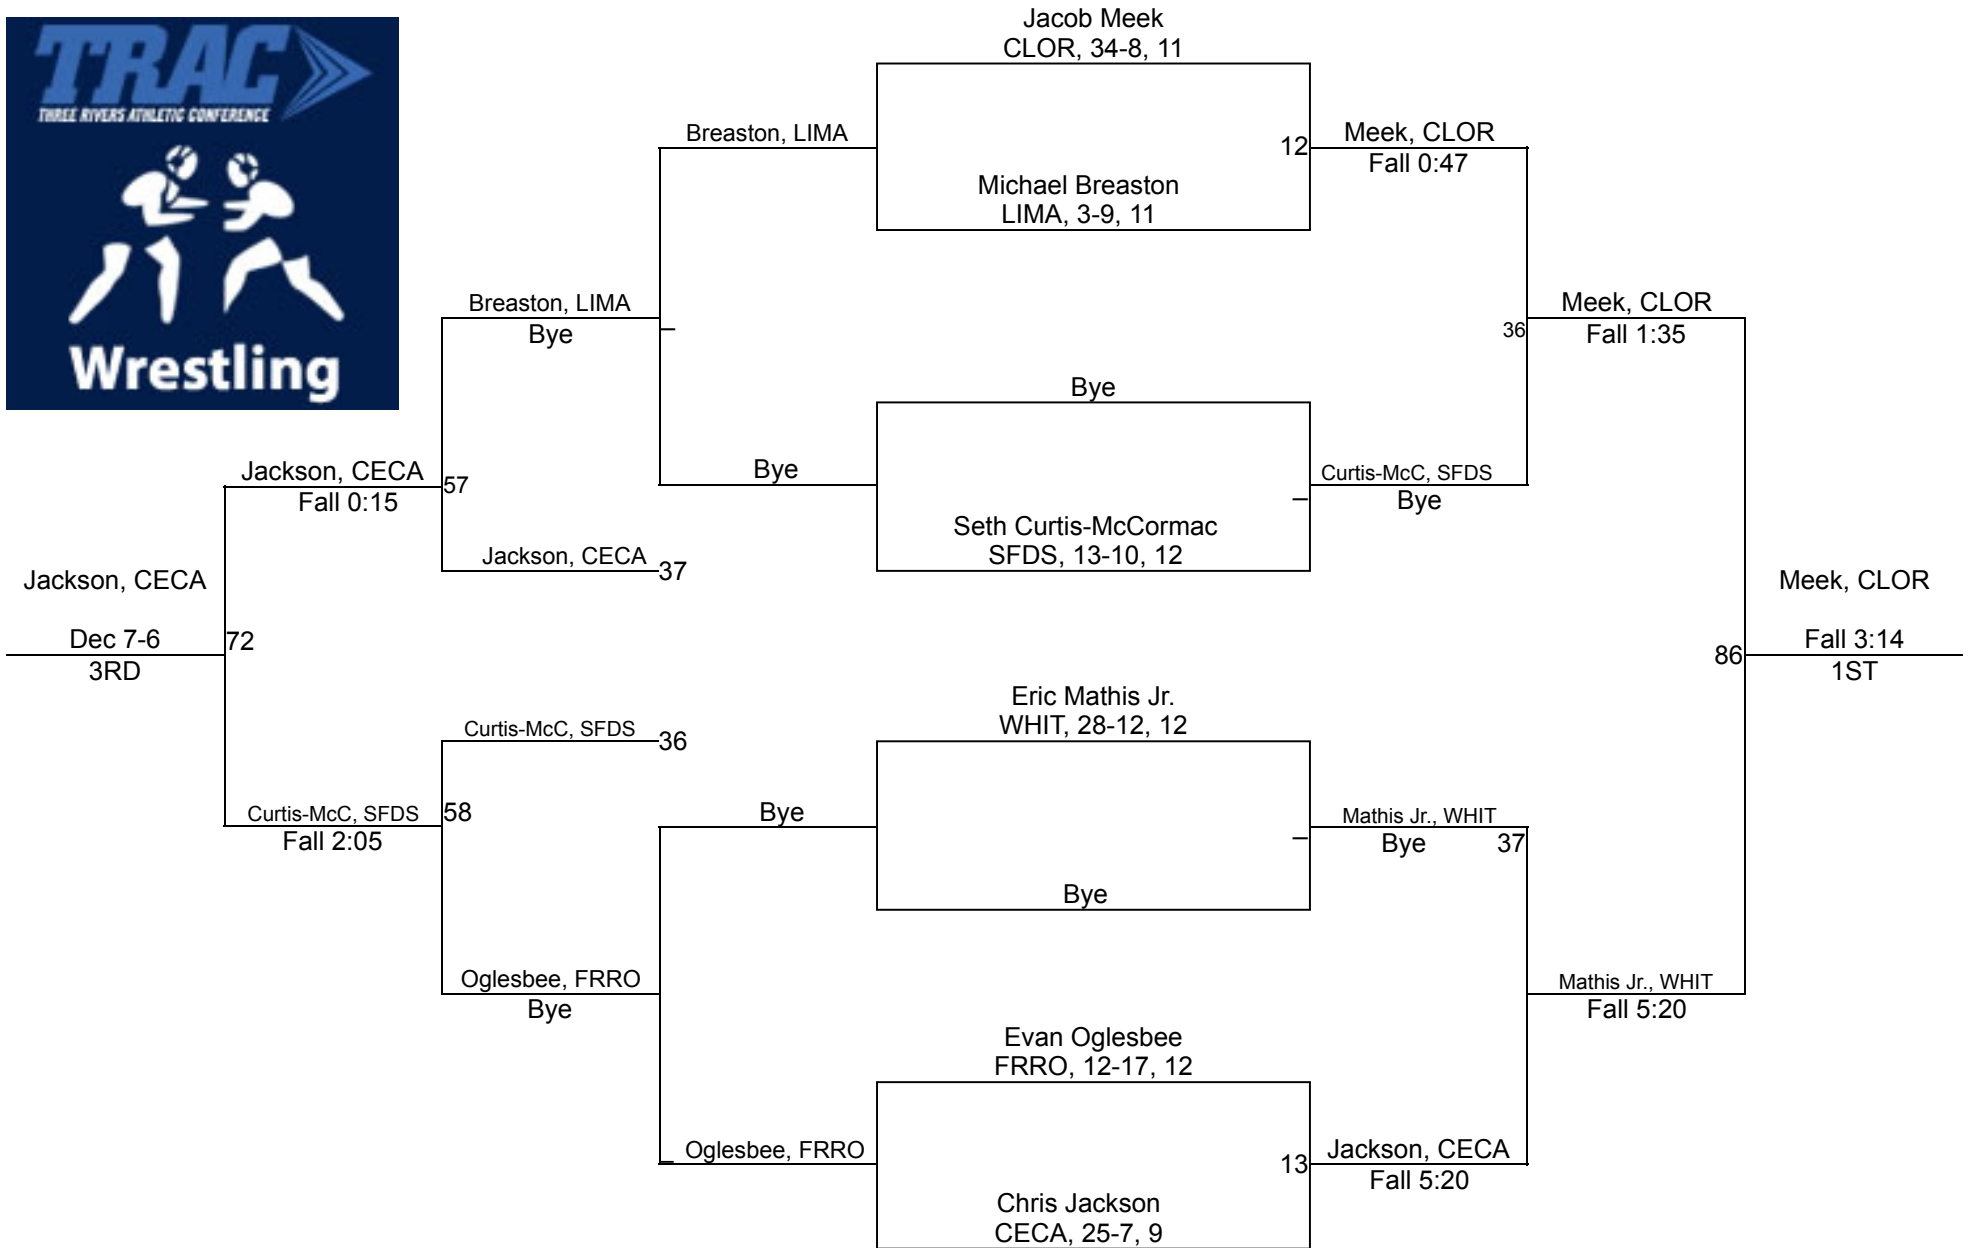 TRAC
THREE RIVERS ATHLETIC CONFERENCE
Wrestling
Jacob Meek
CLOR, 34-8, 11
Breaston, LIMA
12
Meek, CLOR
Fall 0:47
Michael Breaston
LIMA, 3-9, 11
Breaston, LIMA
Bye
36
Meek, CLOR
Fall 1:35
Bye
Jackson, CECA
Fall 0:15
57
Bye
Curtis-McC, SFDS
Bye
Seth Curtis-McCormac
SFDS, 13-10, 12
Jackson, CECA
37
Jackson, CECA
Dec 7-6
3RD
72
Meek, CLOR
86
Fall 3:14
1ST
Eric Mathis Jr.
WHIT, 28-12, 12
Curtis-McC, SFDS
36
Curtis-McC, SFDS
Fall 2:05
58
Bye
Mathis Jr., WHIT
Bye
37
Bye
Oglesbee, FRRO
Bye
Mathis Jr., WHIT
Fall 5:20
Evan Oglesbee
FRRO, 12-17, 12
Oglesbee, FRRO
13
Jackson, CECA
Fall 5:20
Chris Jackson
CECA, 25-7, 9